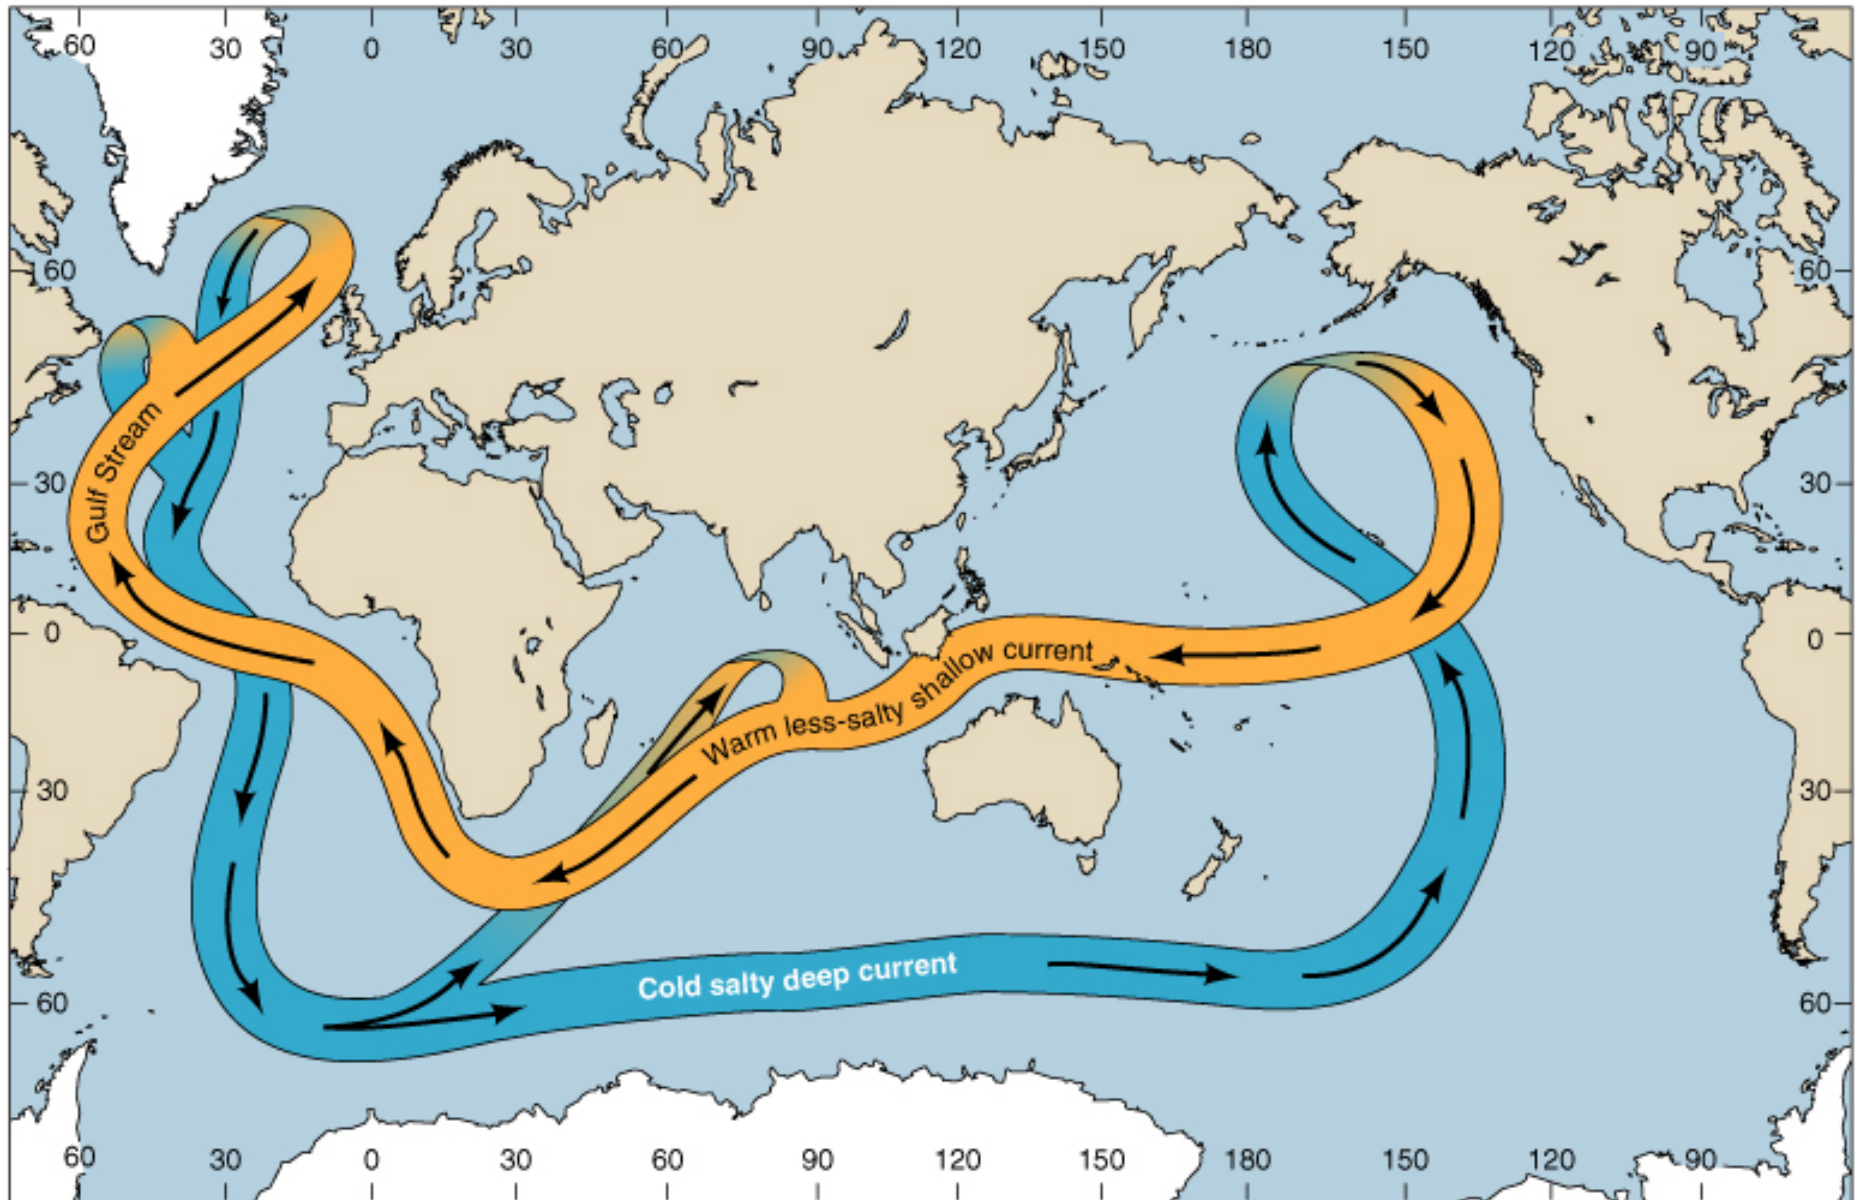 60 30 0 30 60 90 120 150 180 150 120 90
60 60
Gulf Stream
30 30
0 0
Warm less-salty shallow current
30 30
Cold salty deep current
60 60
60 30 0 30 60 90 120 150 180 150 120 90